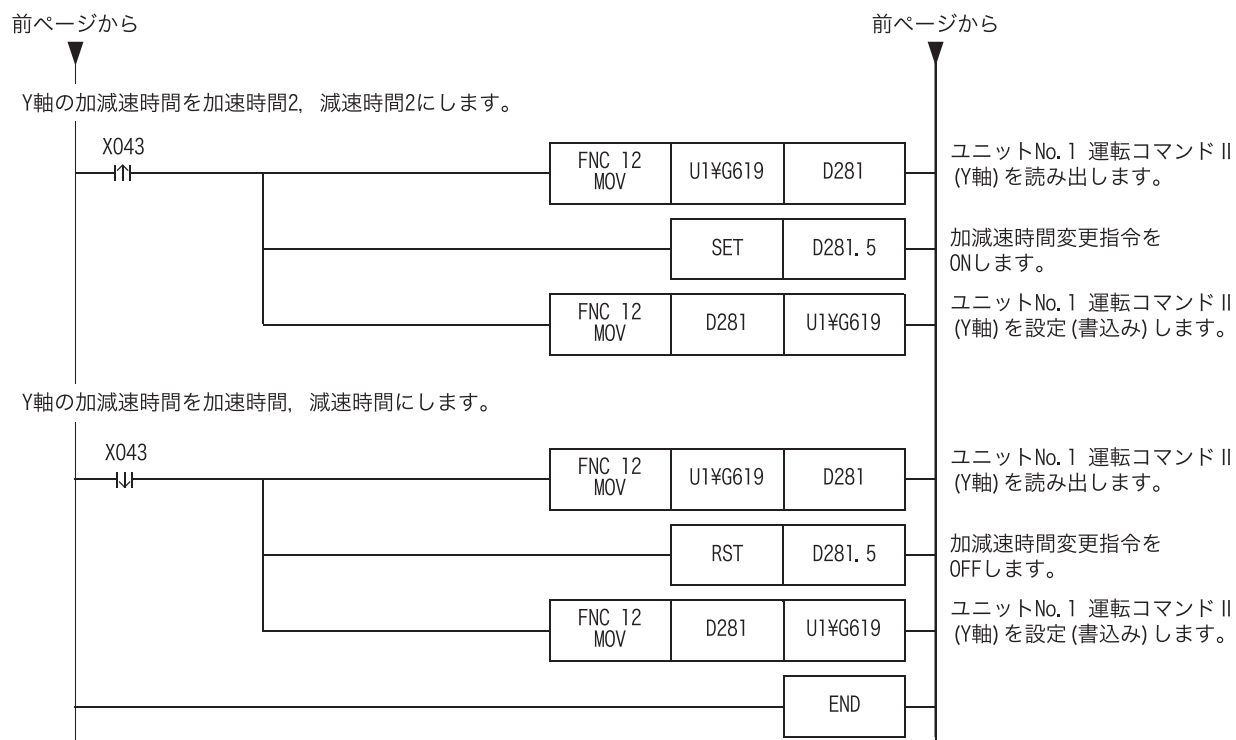 前ページから
前ページから
Y軸の加減速時間を加速時間2, 減速時間2にします。
X043
FNC 12
MOV
U1¥G619
D281
ユニットNo.1 運転コマンドⅡ
(Y軸)を読み出します。
SET
D281.5
加減速時間変更指令を
ONします。
FNC 12
MOV
D281
U1¥G619
ユニットNo.1 運転コマンドⅡ
(Y軸)を設定(書込み)します。
Y軸の加減速時間を加速時間, 減速時間にします。
X043
FNC 12
MOV
U1¥G619
D281
ユニットNo.1 運転コマンドⅡ
(Y軸)を読み出します。
RST
D281.5
加減速時間変更指令を
OFFします。
FNC 12
MOV
D281
U1¥G619
ユニットNo.1 運転コマンドⅡ
(Y軸)を設定(書込み)します。
END